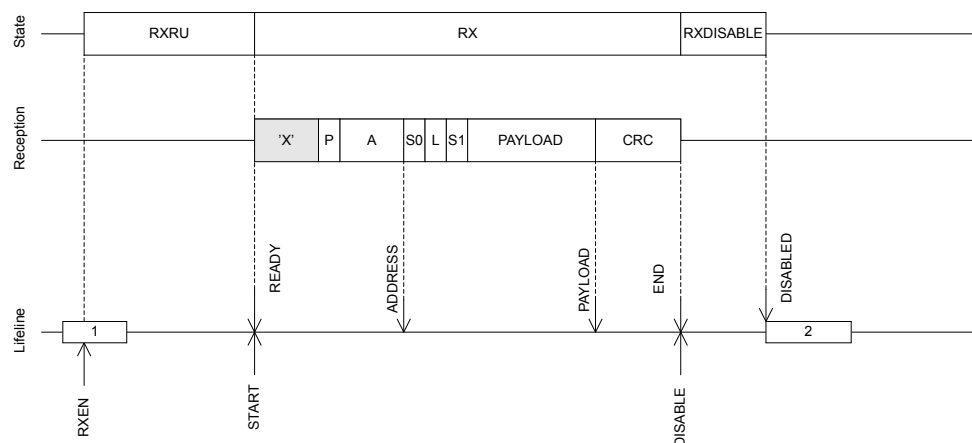 State
RXRU
RX
RXDISABLE
Reception
’X’
P
A
S0
L
S1
PAYLOAD
CRC
READY
ADDRESS
PAYLOAD
END
DISABLED
Lifeline
1
2
RXEN
START
DISABLE